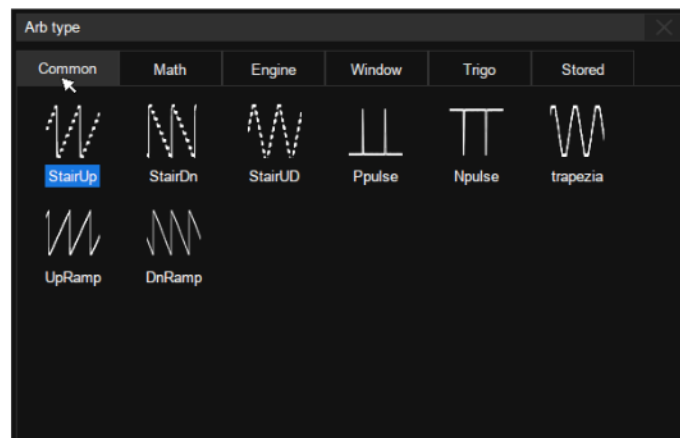 Arb type
Common Math Engine Window Trigo Stored
StairUp StairDn StairUD Ppulse Npulse trapezia
UpRamp DnRamp